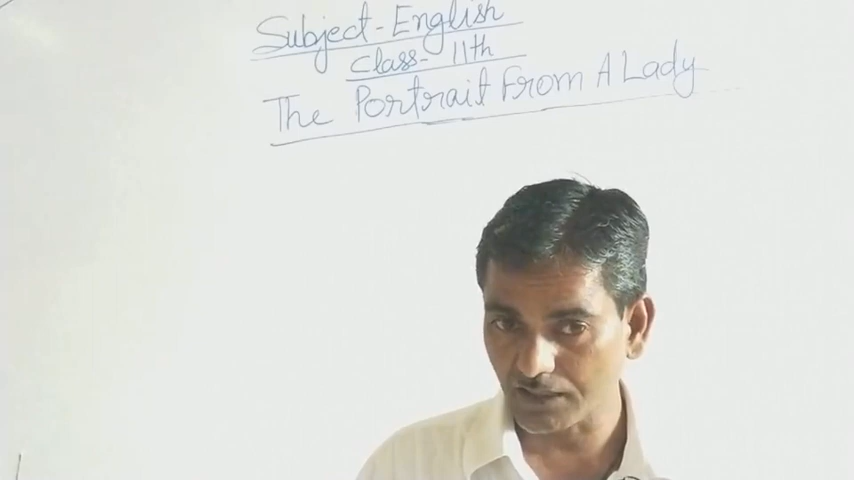 Subject-English
Class- 11th
The Portrait From A Lady